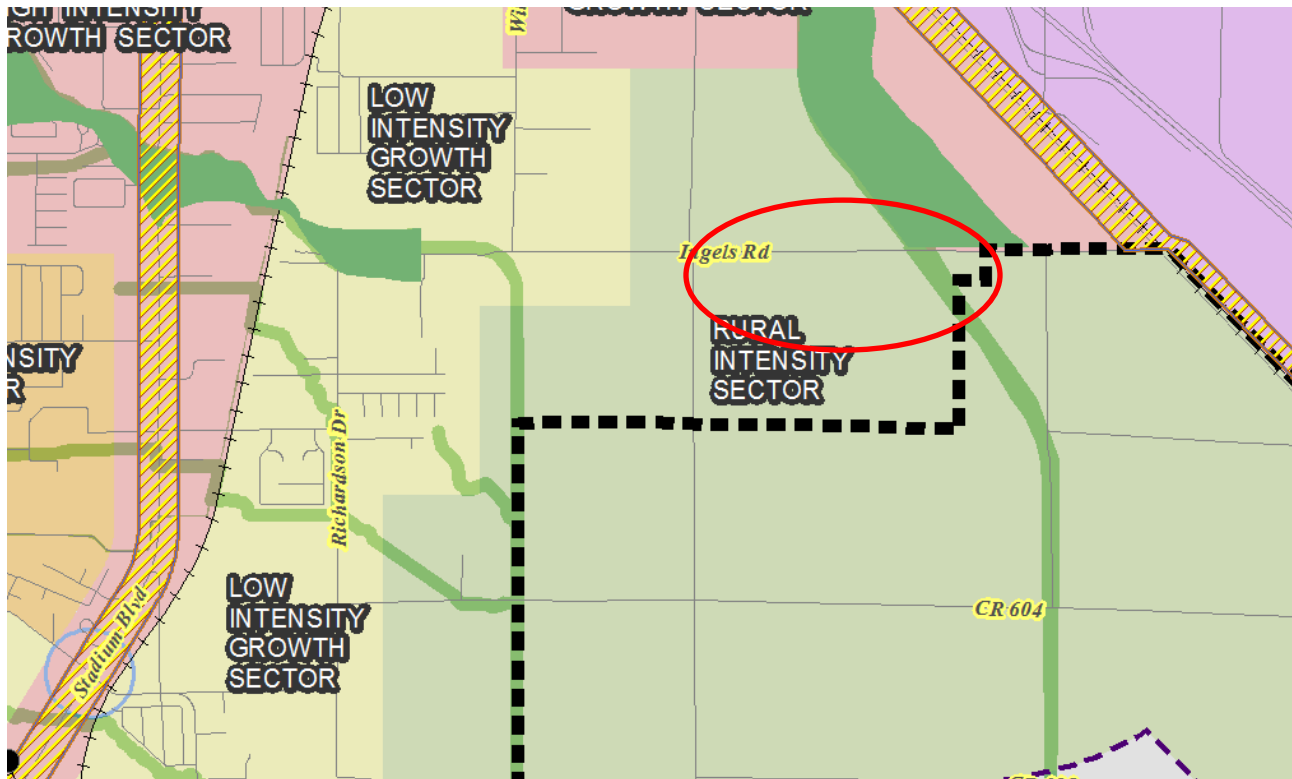 GROWTH SECTOR
LOW
INTENSITY
GROWTH
SECTOR
Ingels Rd
RURAL
INTENSITY
SECTOR
Richardson Dr
CR 604
LOW
INTENSITY
GROWTH
SECTOR
Stadium Blvd